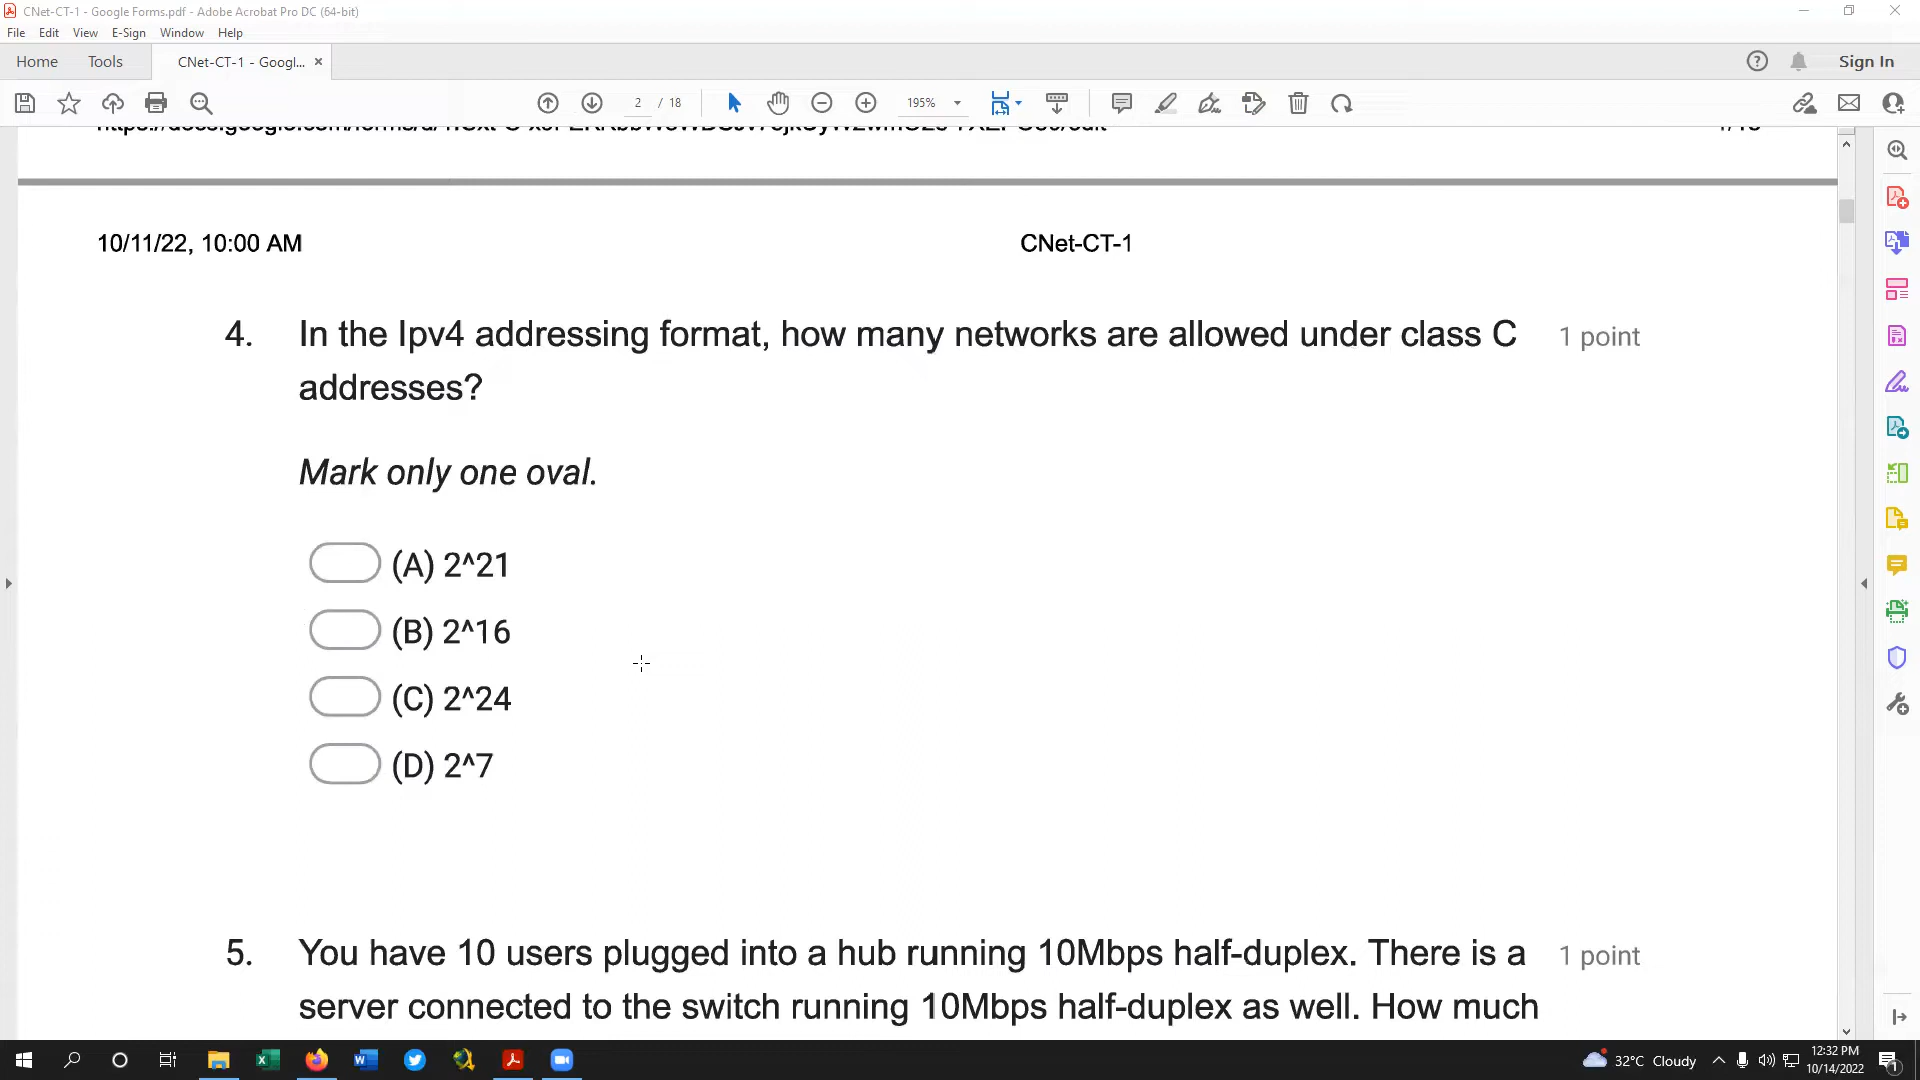 CNet-CT-1 - Google Forms.pdf - Adobe Acrobat Pro DC (64-bit)
File Edit View E-Sign Window Help
Home Tools CNet-CT-1 - Googl... × Sign In
2 / 18 195%
10/11/22, 10:00 AM CNet-CT-1
4. In the Ipv4 addressing format, how many networks are allowed under class C 1 point
addresses?
Mark only one oval.
(A) 2^21
(B) 2^16
(C) 2^24
(D) 2^7
5. You have 10 users plugged into a hub running 10Mbps half-duplex. There is a 1 point
server connected to the switch running 10Mbps half-duplex as well. How much
32°C Cloudy 12:32 PM
10/14/2022 1